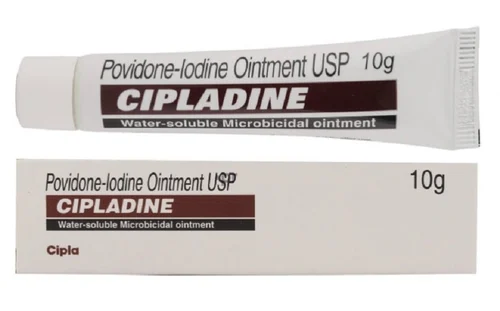 Povidone-Iodine Ointment USP 10g
CIPLADINE
Water-soluble Microbicidal ointment
Povidone-Iodine Ointment USP 10g
CIPLADINE
Water-soluble Microbicidal ointment
Cipla